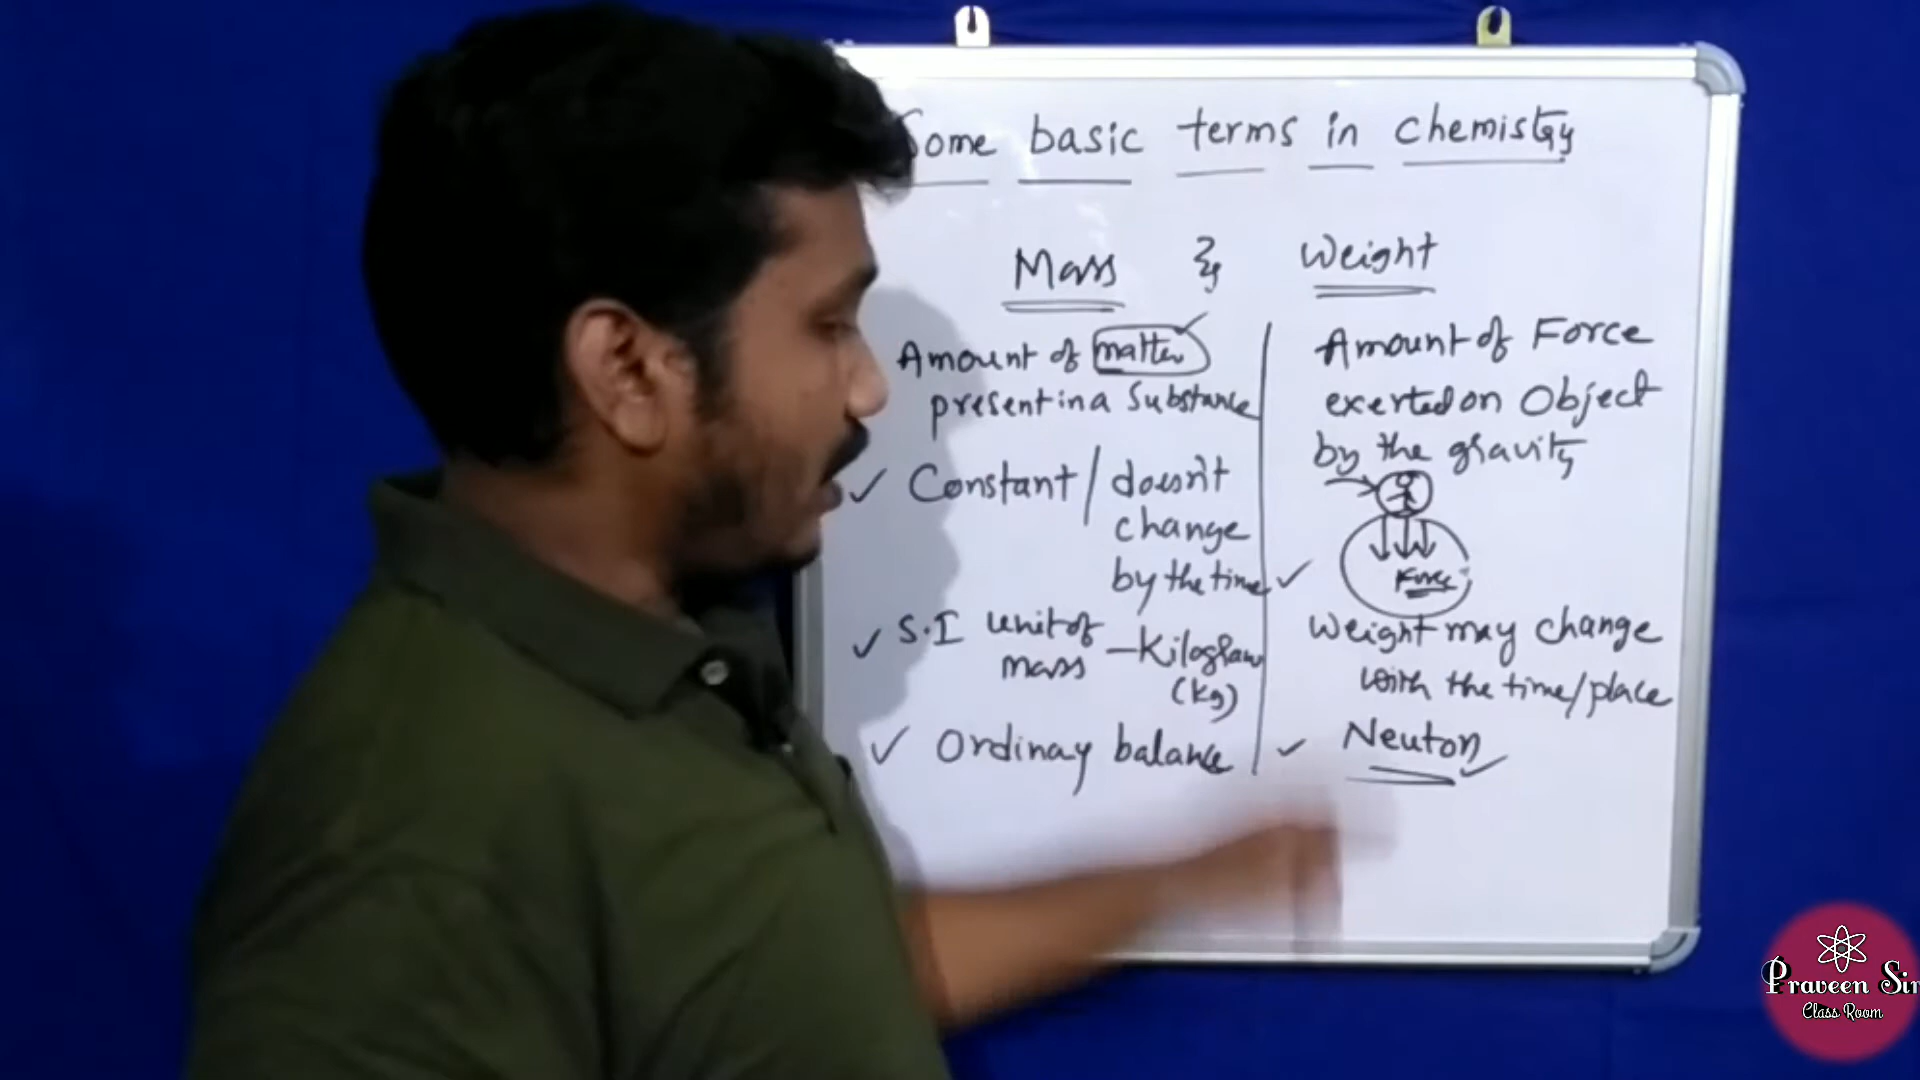 Some basic terms in chemistry
Mass & Weight
Amount of matter
present in a Substance
Constant / doesn't
change
by the time
S.I unit of
mass
– Kilogram
(kg)
Ordinay balance
Amount of Force
exerted on Object
by the gravity
Force
Weight may change
with the time/place
Neuton
Praveen Sir
Class Room